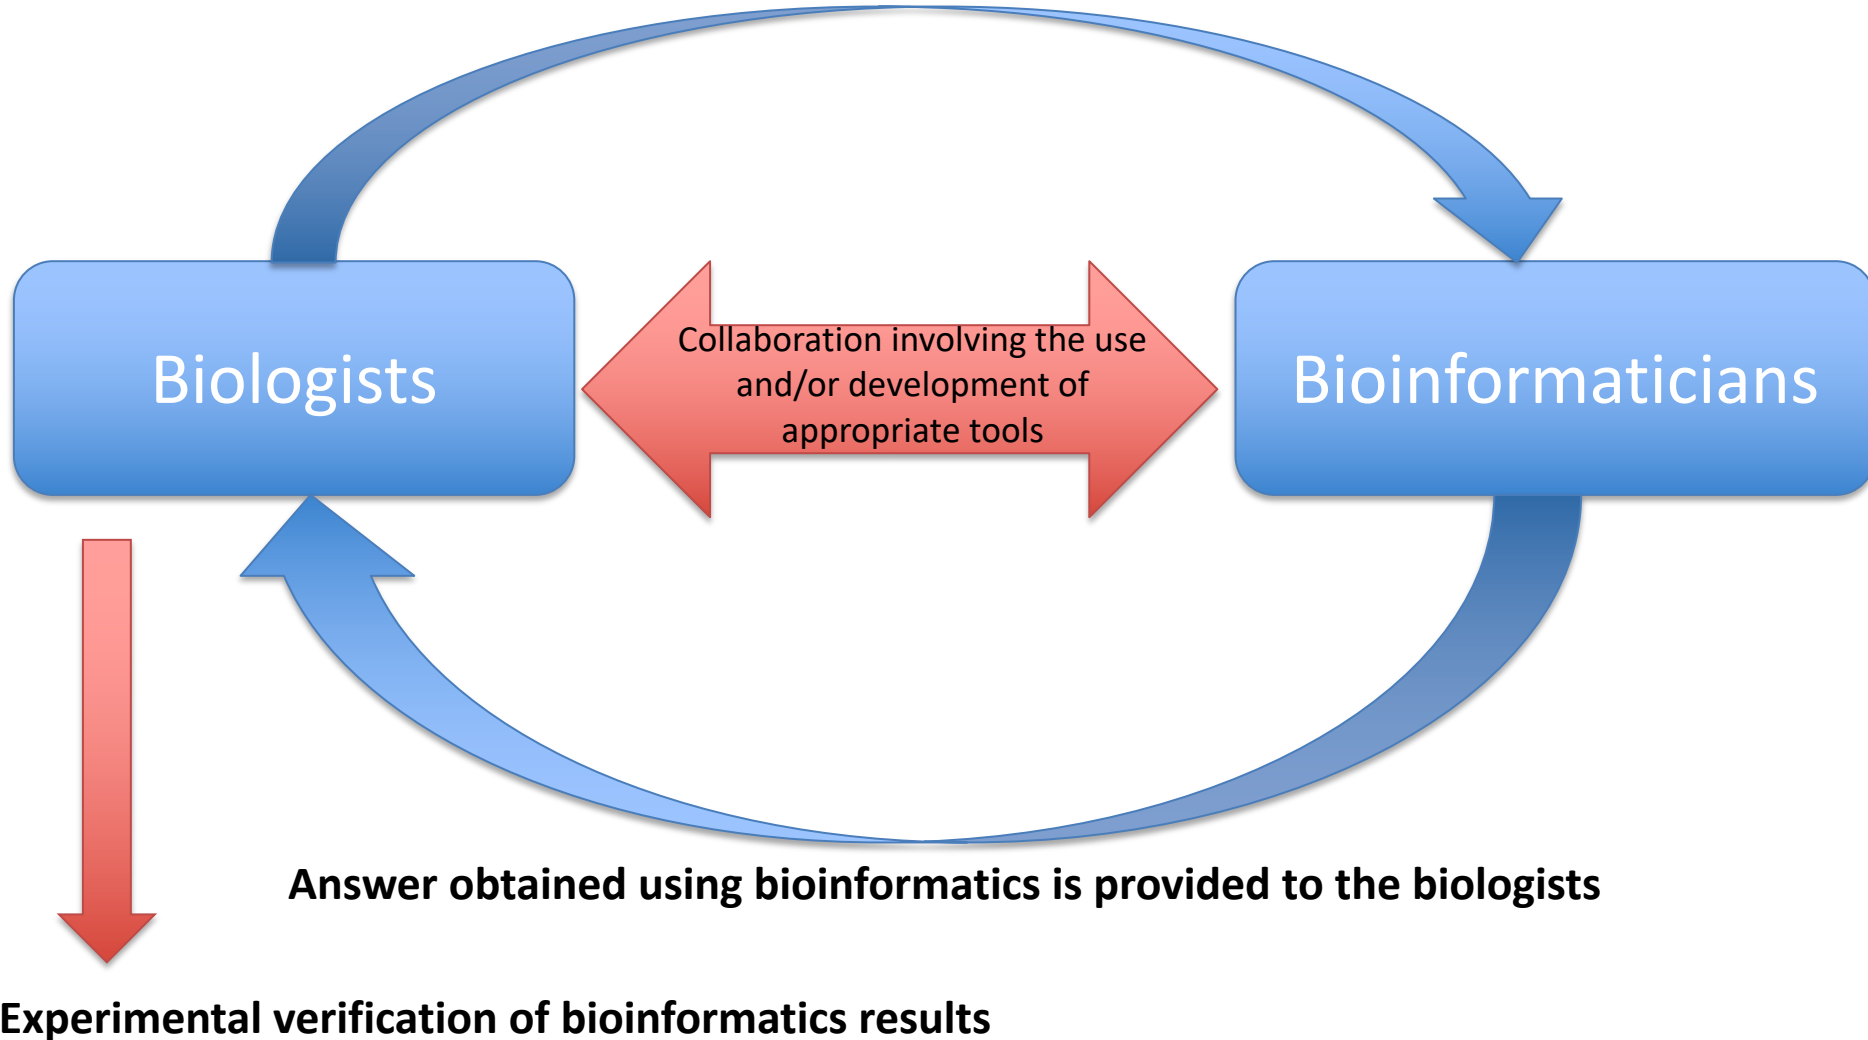 Biologists
Collaboration involving the use
and/or development of
appropriate tools
Bioinformaticians
Answer obtained using bioinformatics is provided to the biologists
Experimental verification of bioinformatics results